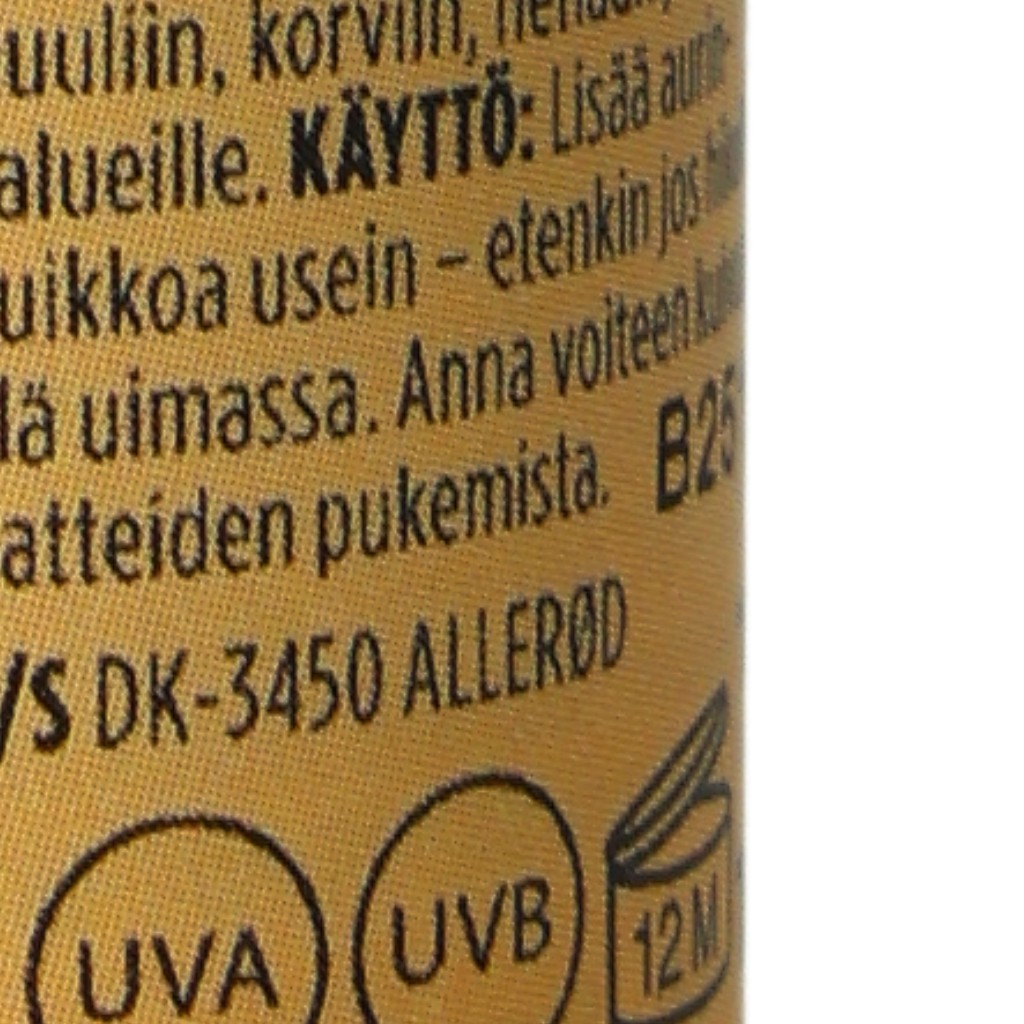 uuliin, korviin,
alueille. KÄYTTÖ: Lisää
uikkoa usein – etenkin jos
lä uimassa. Anna voiteen
atteiden pukemista. B25
/S DK-3450 ALLERØD
UVA UVB 12 M